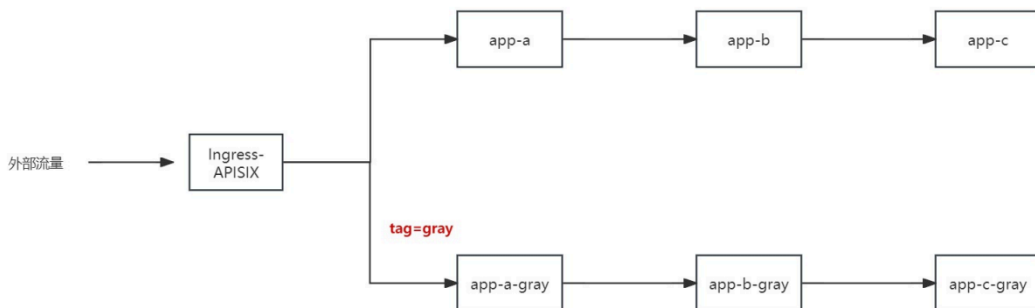 app-a
app-b
app-c
外部流量
Ingress-
APISIX
tag=gray
app-a-gray
app-b-gray
app-c-gray